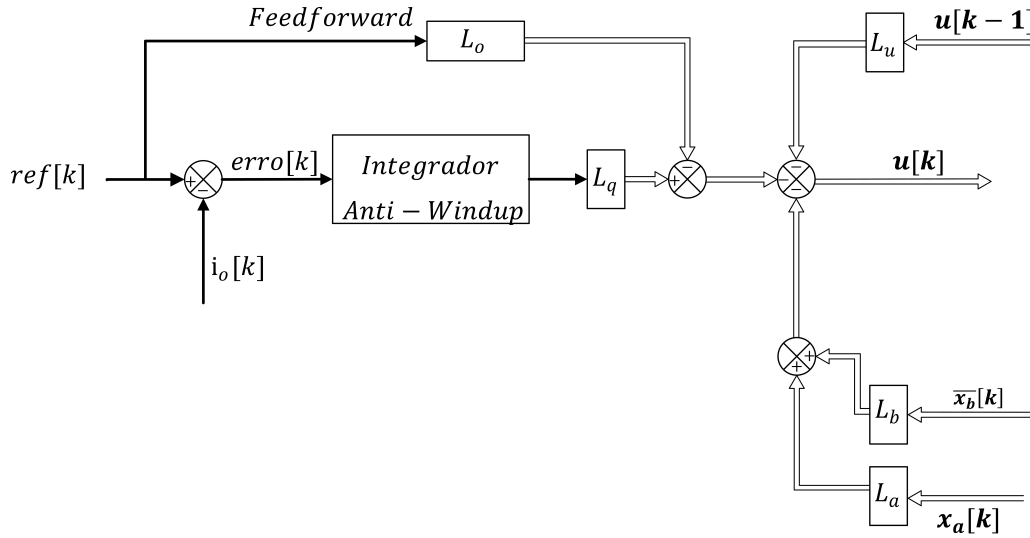 Feedforward
L_o
L_u
u[k − 1]
ref[k]
+
−
erro[k]
Integrador
Anti − Windup
L_q
+
−
−
−
−
u[k]
i_o[k]
+
+
L_b
x̅_b̅[k]
L_a
x_a[k]